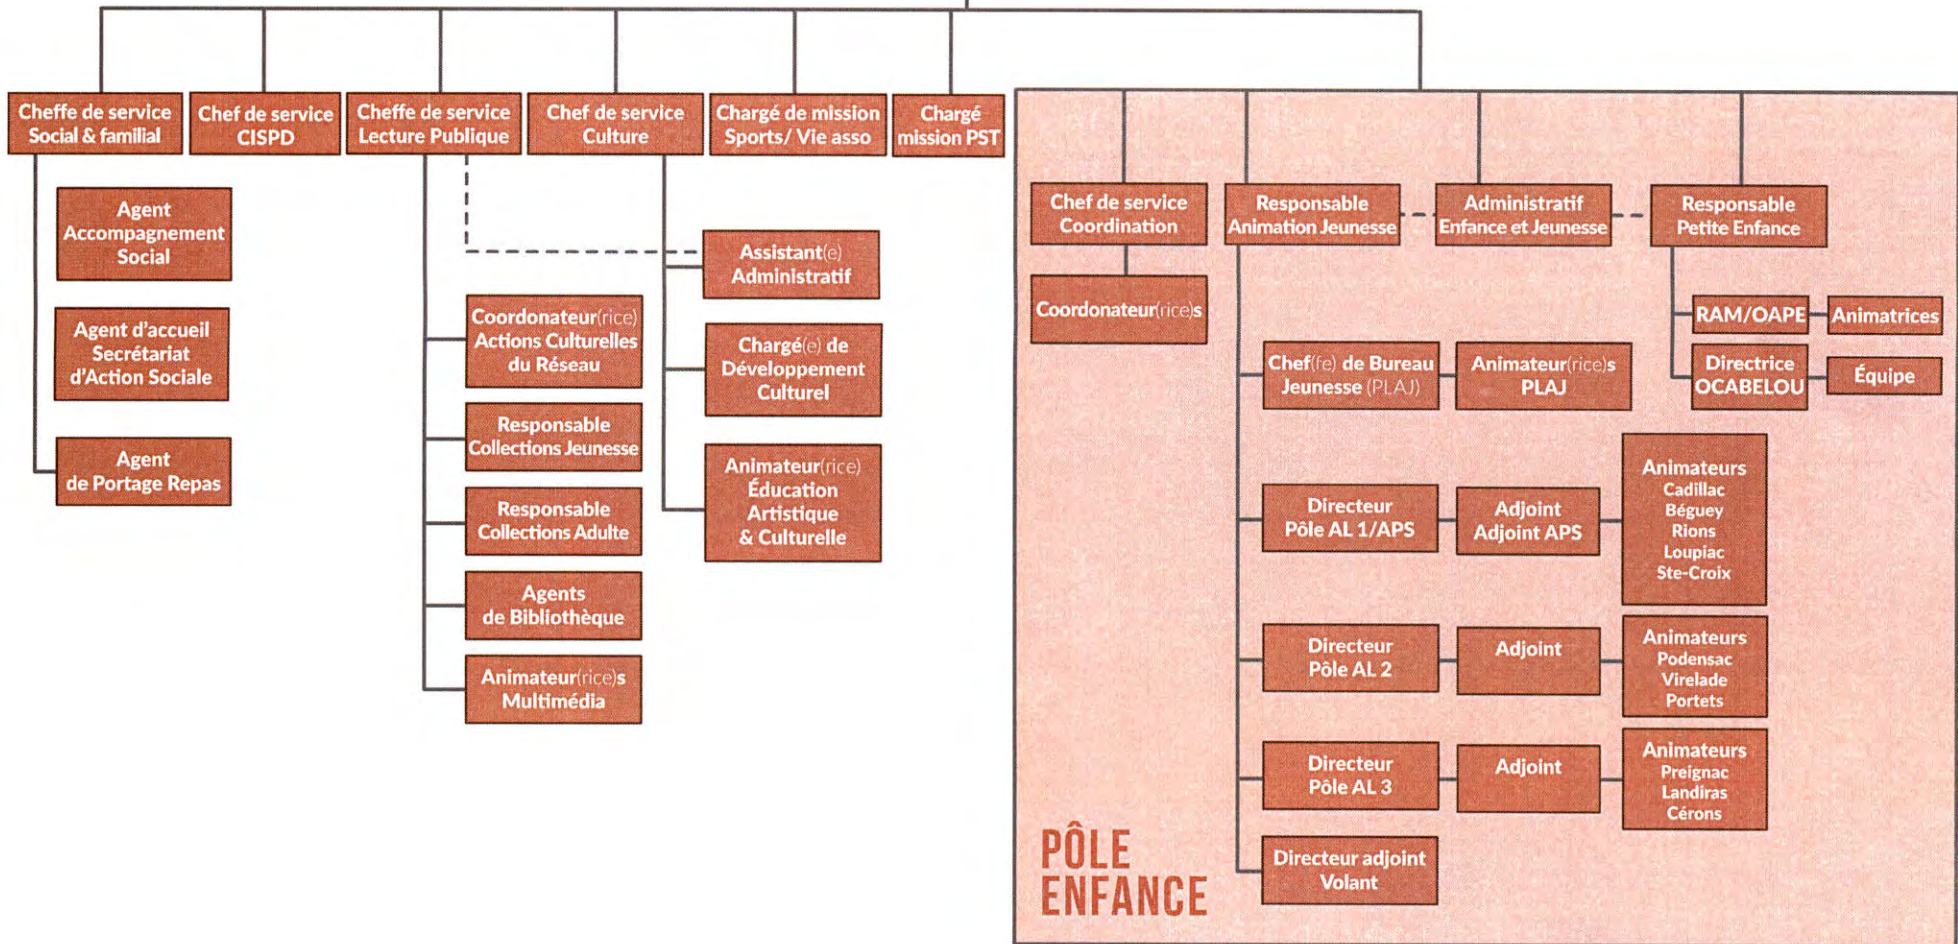 Cheffe de service
Social & familial
Chef de service
CISPD
Cheffe de service
Lecture Publique
Chef de service
Culture
Chargé de mission
Sports/ Vie asso
Chargé
mission PST
Agent
Accompagnement
Social
Agent d'accueil
Secrétariat
d'Action Sociale
Agent
de Portage Repas
Coordonateur(rice)
Actions Culturelles
du Réseau
Responsable
Collections Jeunesse
Responsable
Collections Adulte
Agents
de Bibliothèque
Animateur(rice)s
Multimédia
Assistant(e)
Administratif
Chargé(e) de
Développement
Culturel
Animateur(rice)
Éducation
Artistique
& Culturelle
Chef de service
Coordination
Responsable
Animation Jeunesse
Administratif
Enfance et Jeunesse
Responsable
Petite Enfance
Coordonateur(rice)s
RAM/OAPE
Animatrices
Directrice
OCABELOU
Équipe
Chef(fe) de Bureau
Jeunesse (PLAJ)
Animateur(rice)s
PLAJ
Directeur
Pôle AL 1/APS
Adjoint
Adjoint APS
Animateurs
Cadillac
Béguey
Rions
Loupiac
Ste-Croix
Directeur
Pôle AL 2
Adjoint
Animateurs
Podensac
Virelade
Portets
Directeur
Pôle AL 3
Adjoint
Animateurs
Preignac
Landiras
Cérons
Directeur adjoint
Volant
PÔLE
ENFANCE